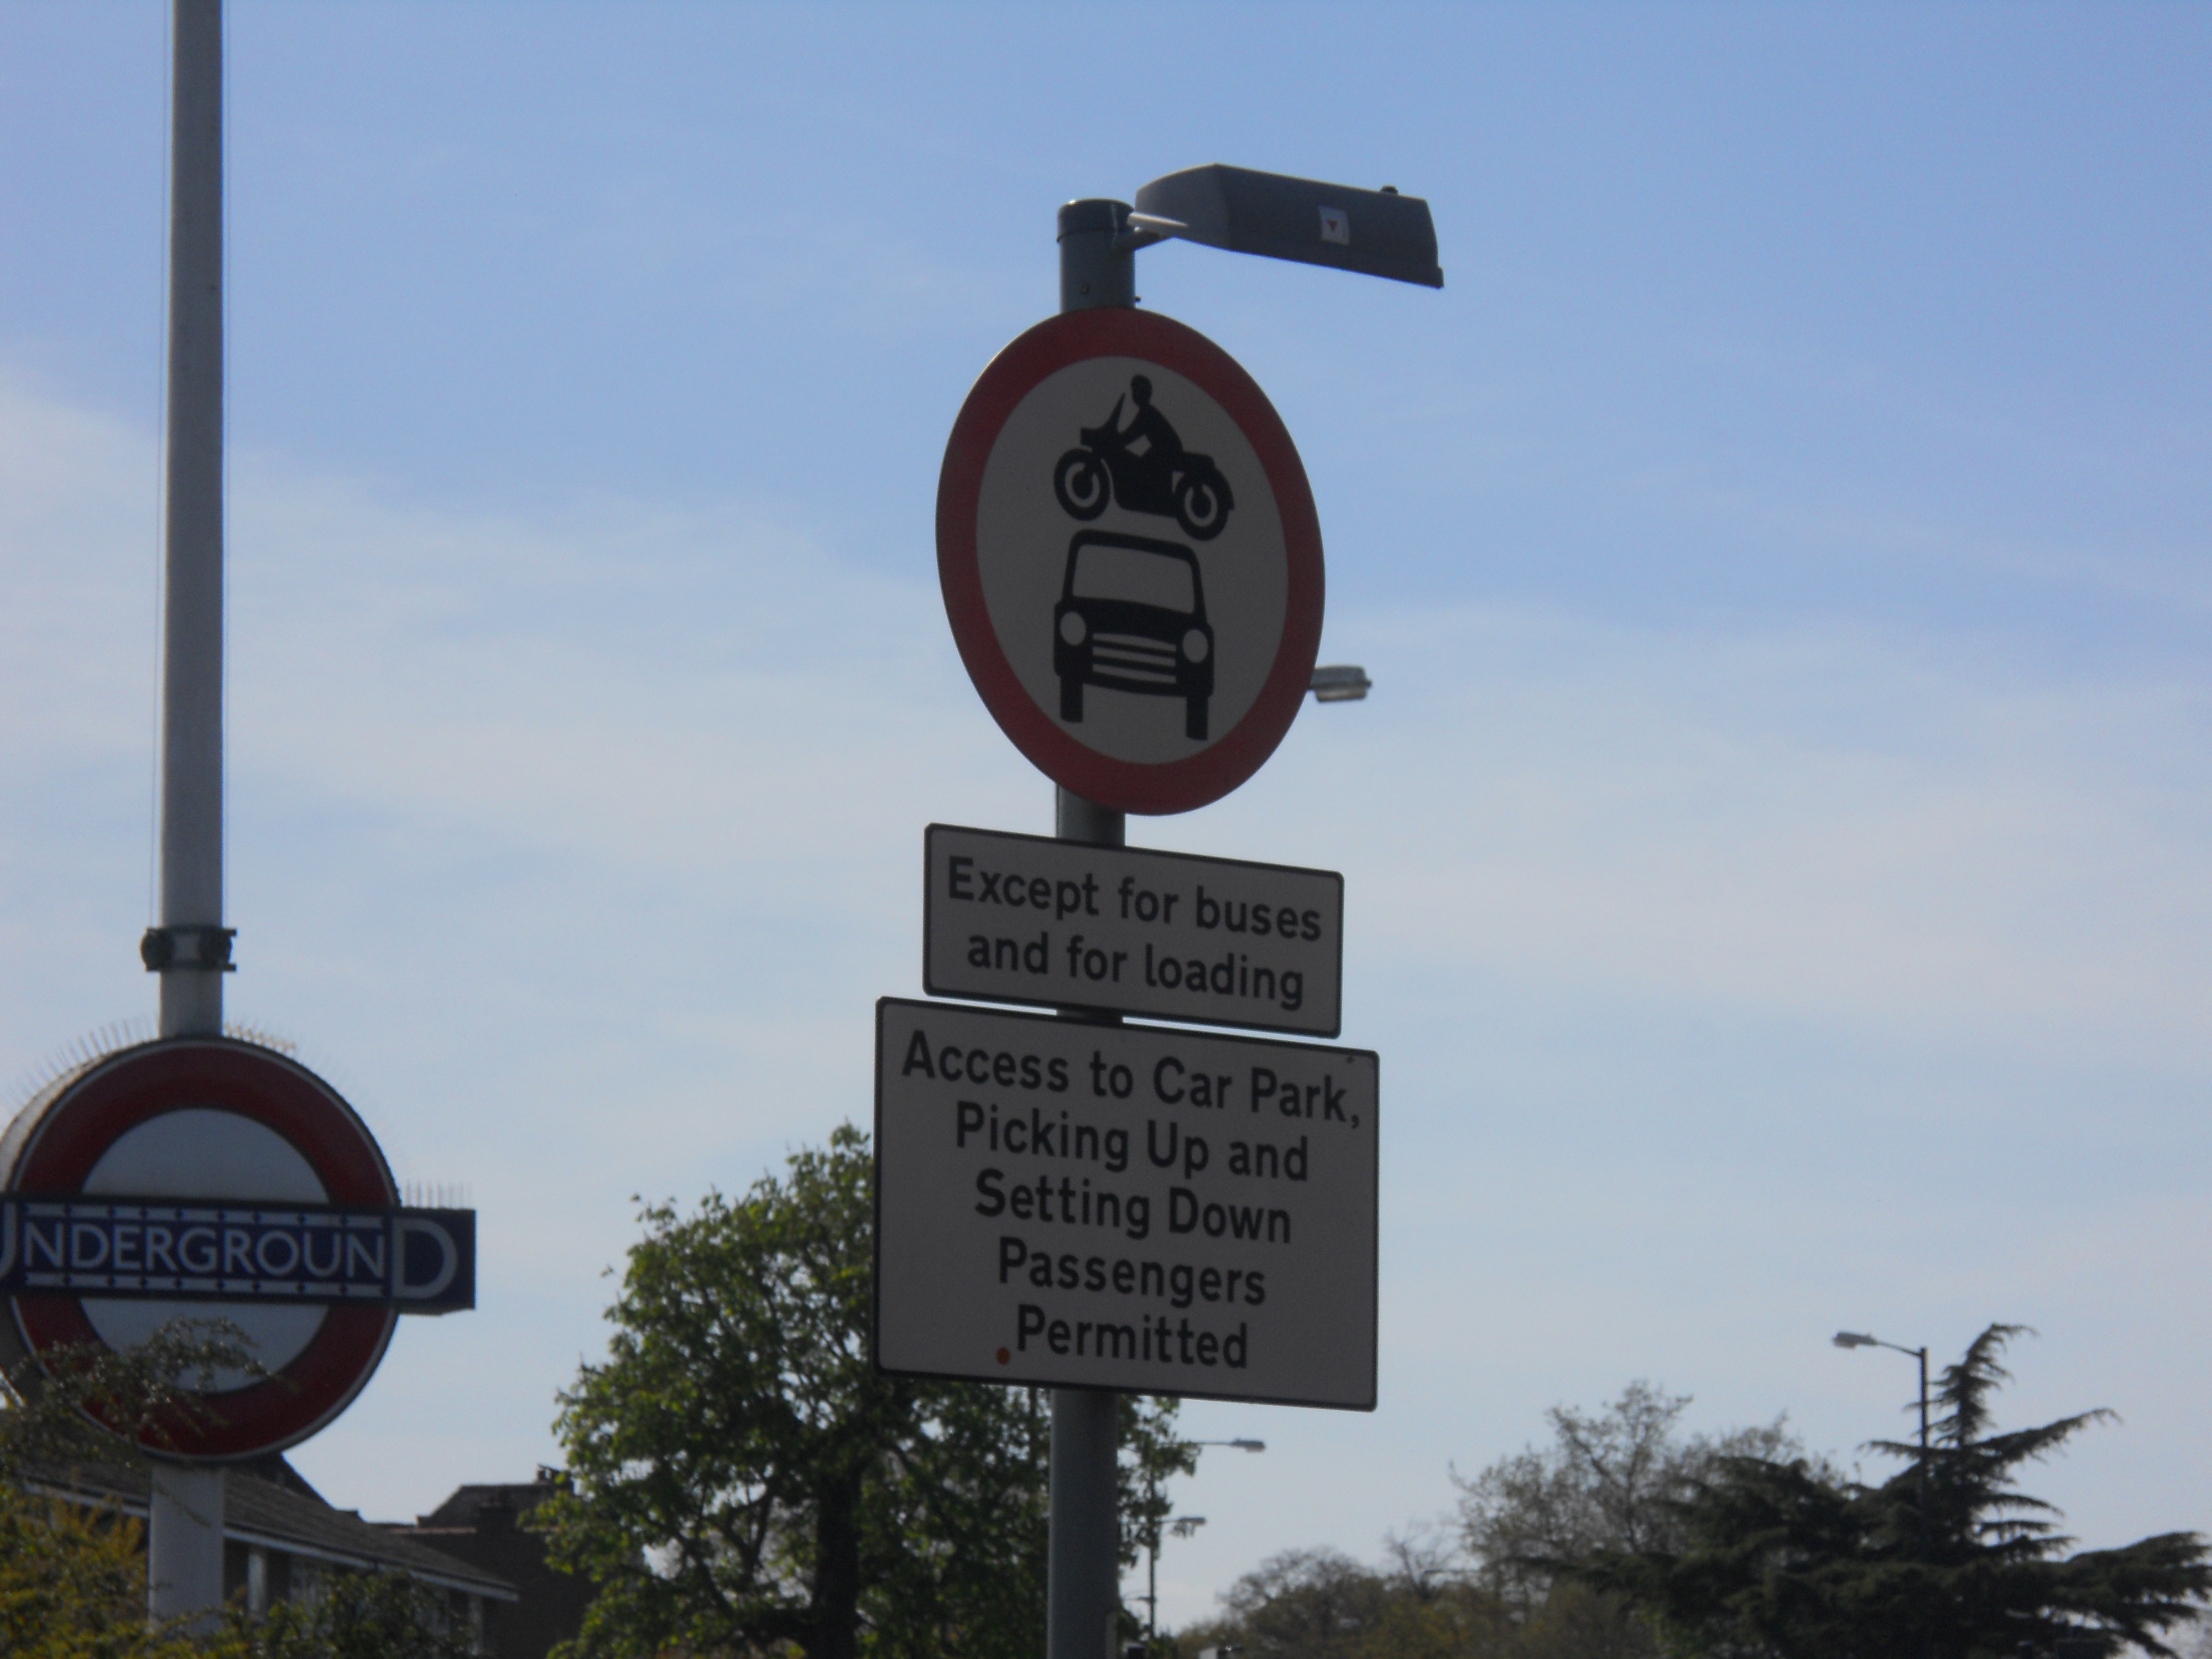 UNDERGROUND
Except for buses
and for loading
Access to Car Park,
Picking Up and
Setting Down
Passengers
Permitted